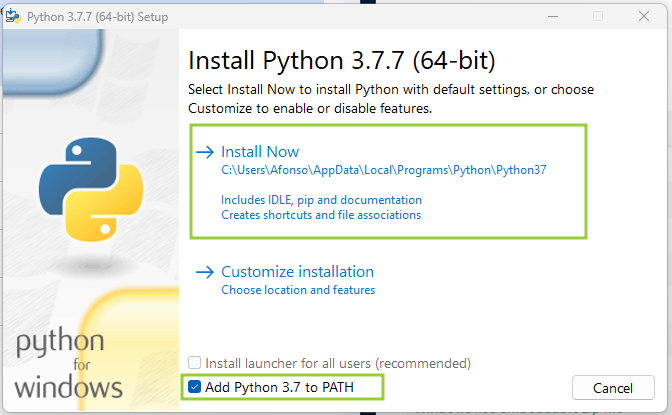 Python 3.7.7 (64-bit) Setup
Install Python 3.7.7 (64-bit)
Select Install Now to install Python with default settings, or choose
Customize to enable or disable features.
Install Now
C:\Users\Afonso\AppData\Local\Programs\Python\Python37
Includes IDLE, pip and documentation
Creates shortcuts and file associations
Customize installation
Choose location and features
python
for
windows
Install launcher for all users (recommended)
Add Python 3.7 to PATH
Cancel